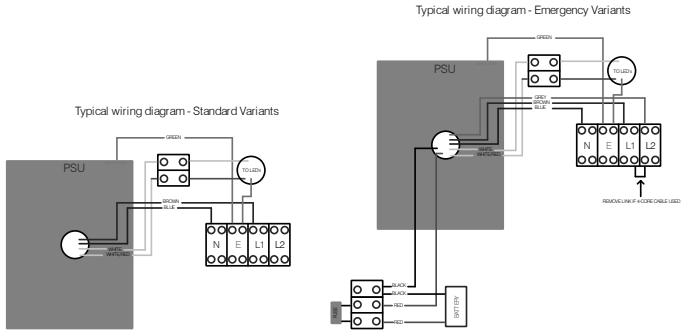 Typical wiring diagram - Emergency Variants
GREEN
PSU
TO LEDs
GREY
BROWN
BLUE
WHITE
WHITE/RED
N
E
L1
L2
REMOVE LINK IF 4-CORE CABLE USED
BLACK
BLACK
RED
RED
BATTERY
Typical wiring diagram - Standard Variants
GREEN
PSU
TO LEDs
BROWN
BLUE
WHITE
WHITE/RED
N
E
L1
L2